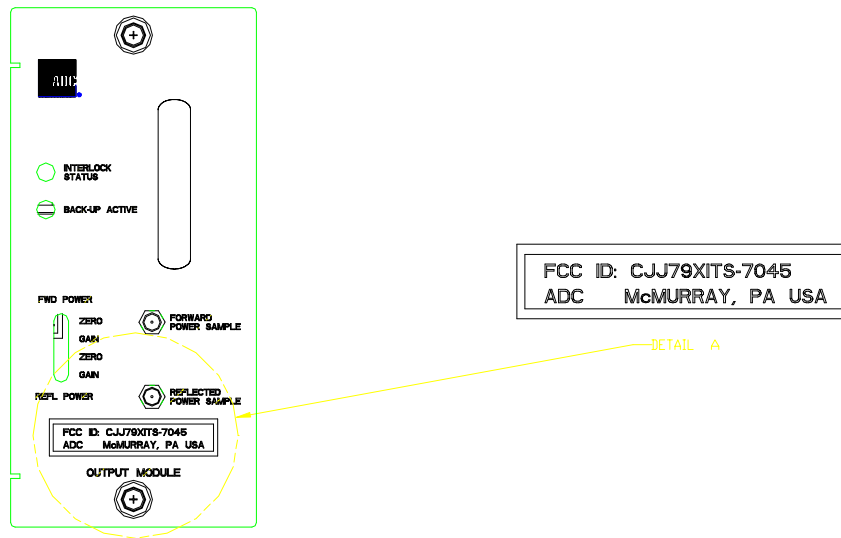 ADC
INTERLOCK
STATUS
BACK-UP ACTIVE
FWD POWER
ZERO
GAIN
ZERO
GAIN
REFL POWER
FORWARD
POWER SAMPLE
REFLECTED
POWER SAMPLE
FCC ID: CJJ79XITS-7045
ADC McMURRAY, PA USA
OUTPUT MODULE
FCC ID: CJJ79XITS-7045
ADC McMURRAY, PA USA
DETAIL A